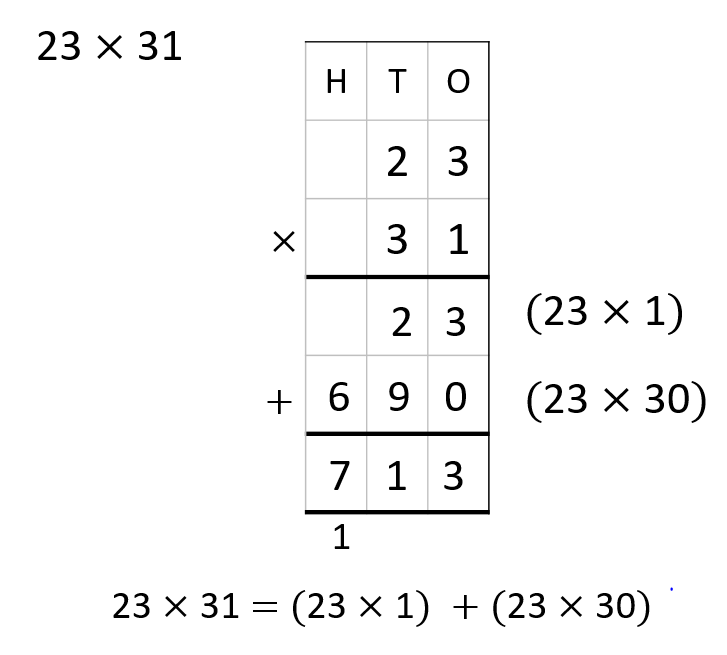 23 × 31
H T O
2 3
× 3 1
2 3 (23 × 1)
+ 6 9 0 (23 × 30)
7 1 3
1
23 × 31 = (23 × 1) + (23 × 30)